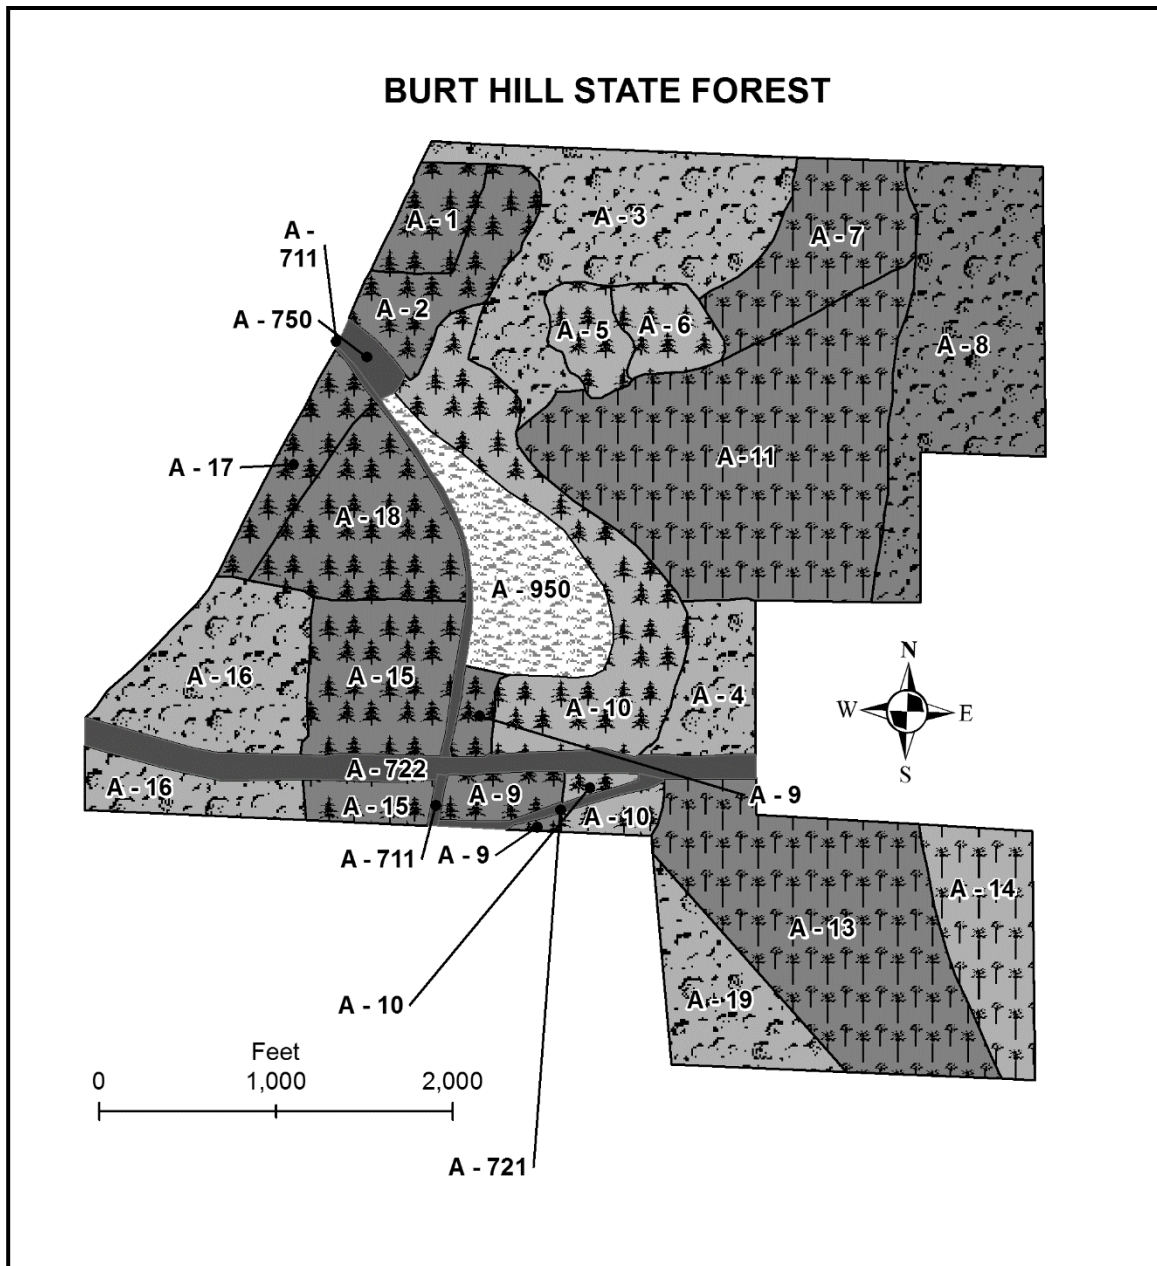 BURT HILL STATE FOREST
A - 1
A - 3
A -
711
A - 7
A - 750
A - 2
A - 5
A - 6
A - 8
A - 11
A - 17
A - 18
A - 950
A - 16
A - 15
A - 10
A - 4
N
W
E
S
A - 722
A - 16
A - 15
A - 9
A - 10
A - 9
A - 711
A - 9
A - 14
A - 13
A - 10
A - 19
Feet
0
1,000
2,000
A - 721